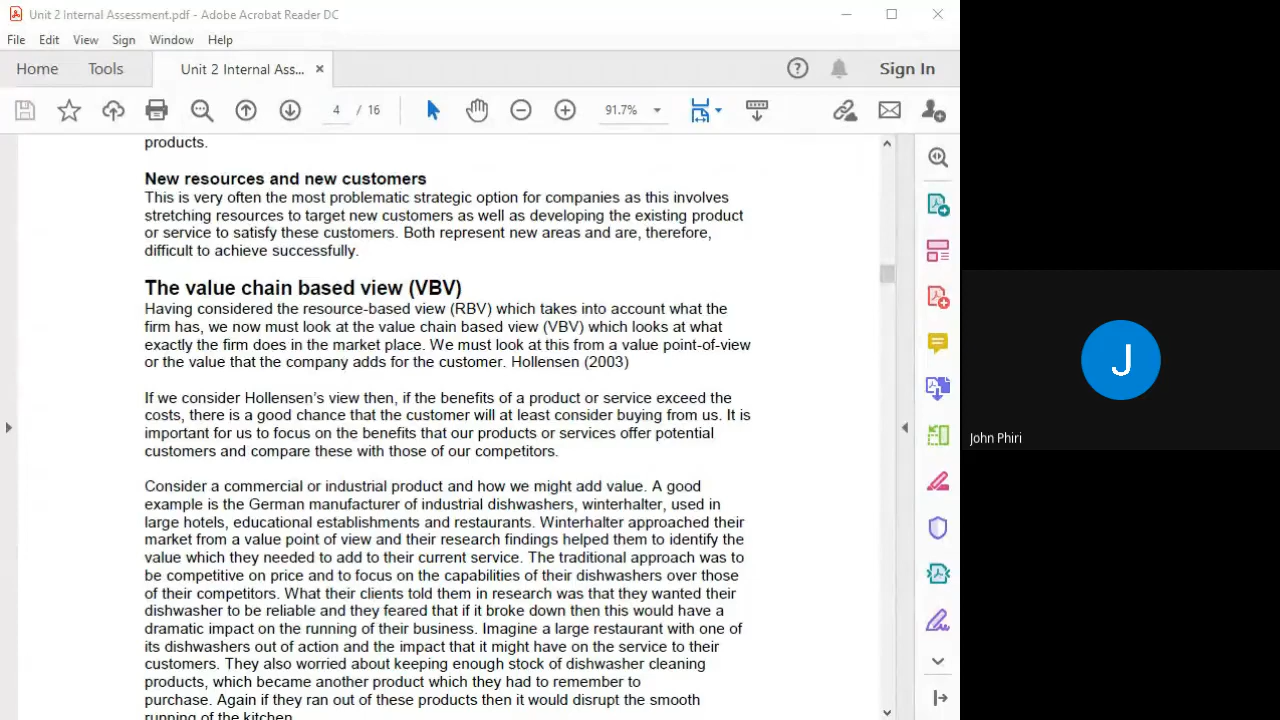 Unit 2 Internal Assessment.pdf - Adobe Acrobat Reader DC
File Edit View Sign Window Help
Home Tools Unit 2 Internal Ass... × Sign In
4 / 16 91.7%
products.
New resources and new customers
This is very often the most problematic strategic option for companies as this involves
stretching resources to target new customers as well as developing the existing product
or service to satisfy these customers. Both represent new areas and are, therefore,
difficult to achieve successfully.
The value chain based view (VBV)
Having considered the resource-based view (RBV) which takes into account what the
firm has, we now must look at the value chain based view (VBV) which looks at what
exactly the firm does in the market place. We must look at this from a value point-of-view
or the value that the company adds for the customer. Hollensen (2003)
If we consider Hollensen's view then, if the benefits of a product or service exceed the
costs, there is a good chance that the customer will at least consider buying from us. It is
important for us to focus on the benefits that our products or services offer potential
customers and compare these with those of our competitors.
Consider a commercial or industrial product and how we might add value. A good
example is the German manufacturer of industrial dishwashers, winterhalter, used in
large hotels, educational establishments and restaurants. Winterhalter approached their
market from a value point of view and their research findings helped them to identify the
value which they needed to add to their current service. The traditional approach was to
be competitive on price and to focus on the capabilities of their dishwashers over those
of their competitors. What their clients told them in research was that they wanted their
dishwasher to be reliable and they feared that if it broke down then this would have a
dramatic impact on the running of their business. Imagine a large restaurant with one of
its dishwashers out of action and the impact that it might have on the service to their
customers. They also worried about keeping enough stock of dishwasher cleaning
products, which became another product which they had to remember to
purchase. Again if they ran out of these products then it would disrupt the smooth
running of the kitchen.
J
John Phiri